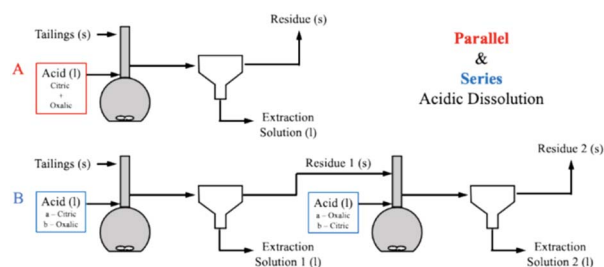 Residue (s)
Tailings (s)
A
Acid (l)
Citric
+
Oxalic
Extraction
Solution (l)
Parallel
&
Series
Acidic Dissolution
Residue 2 (s)
Tailings (s)
Residue 1 (s)
B
Acid (l)
a – Citric
b – Oxalic
Acid (l)
a – Oxalic
b – Citric
Extraction
Solution 1 (l)
Extraction
Solution 2 (l)